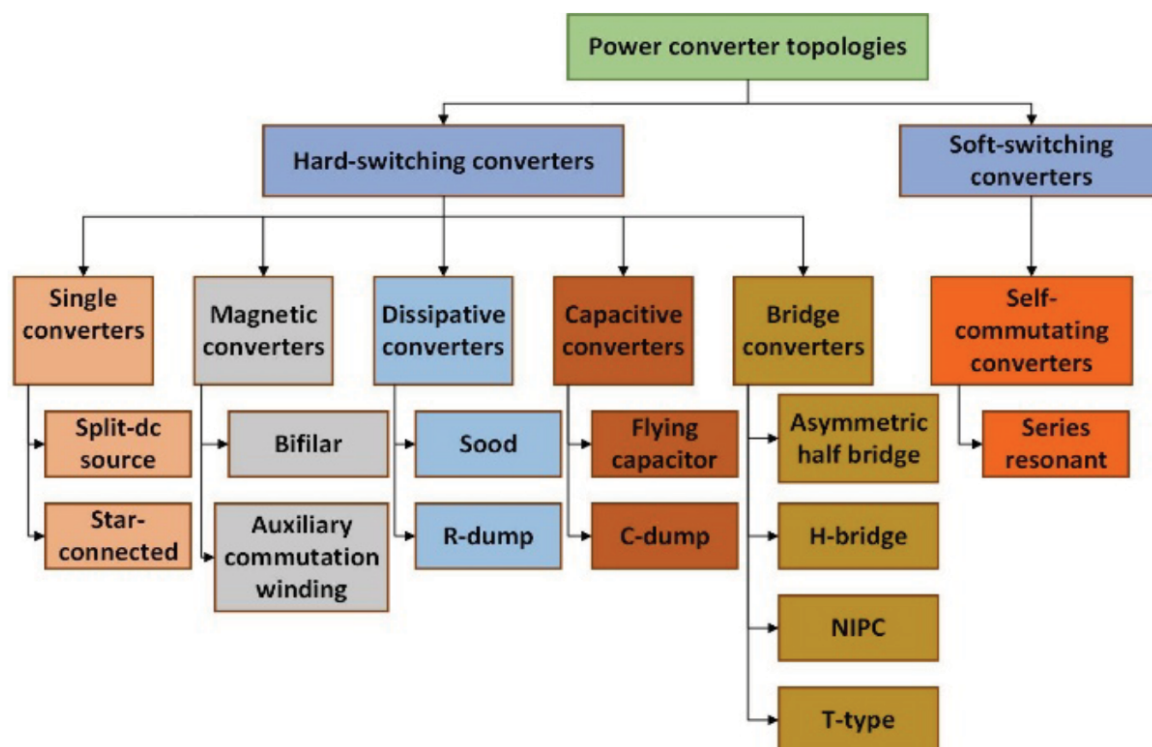 Power converter topologies
Hard-switching converters
Soft-switching
converters
Single
converters
Magnetic
converters
Dissipative
converters
Capacitive
converters
Bridge
converters
Self-
commutating
converters
Split-dc
source
Bifilar
Sood
Flying
capacitor
Asymmetric
half bridge
Series
resonant
Star-
connected
Auxiliary
commutation
winding
R-dump
C-dump
H-bridge
NIPC
T-type